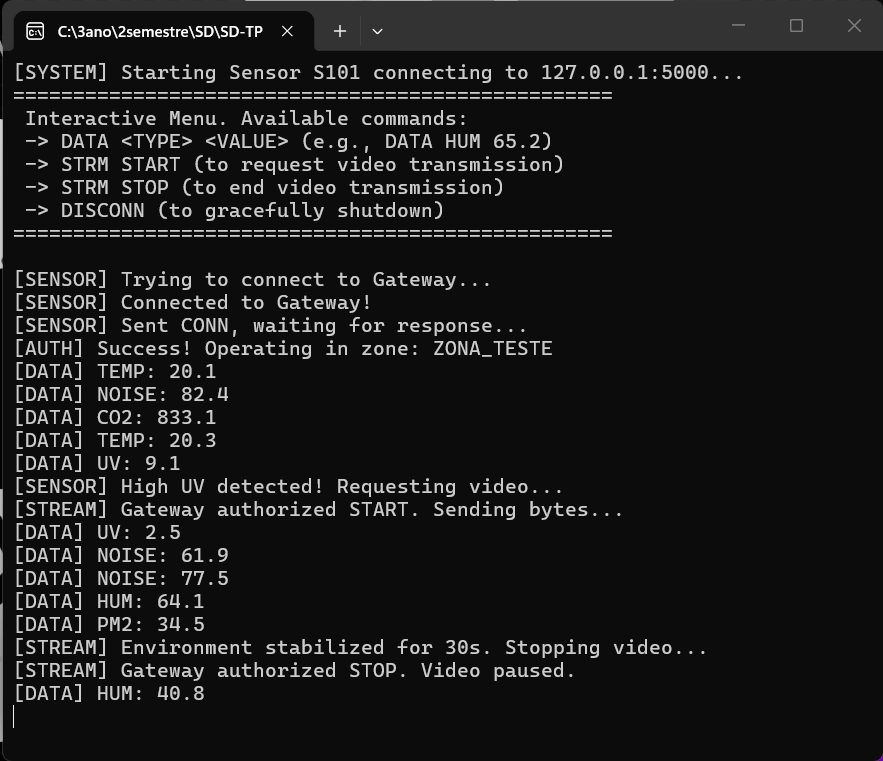 C:\3ano\2semestre\SD\SD-TP
[SYSTEM] Starting Sensor S101 connecting to 127.0.0.1:5000...
==================================================
Interactive Menu. Available commands:
-> DATA <TYPE> <VALUE> (e.g., DATA HUM 65.2)
-> STRM START (to request video transmission)
-> STRM STOP (to end video transmission)
-> DISCONN (to gracefully shutdown)
==================================================
[SENSOR] Trying to connect to Gateway...
[SENSOR] Connected to Gateway!
[SENSOR] Sent CONN, waiting for response...
[AUTH] Success! Operating in zone: ZONA_TESTE
[DATA] TEMP: 20.1
[DATA] NOISE: 82.4
[DATA] CO2: 833.1
[DATA] TEMP: 20.3
[DATA] UV: 9.1
[SENSOR] High UV detected! Requesting video...
[STREAM] Gateway authorized START. Sending bytes...
[DATA] UV: 2.5
[DATA] NOISE: 61.9
[DATA] NOISE: 77.5
[DATA] HUM: 64.1
[DATA] PM2: 34.5
[STREAM] Environment stabilized for 30s. Stopping video...
[STREAM] Gateway authorized STOP. Video paused.
[DATA] HUM: 40.8